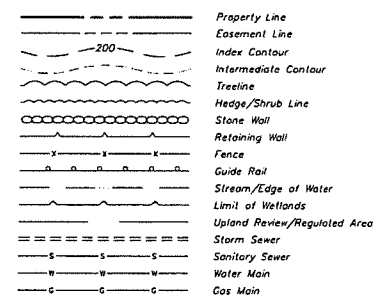 Property Line
Easement Line
200 Index Contour
Intermediate Contour
Treeline
Hedge/Shrub Line
Stone Wall
Retaining Wall
x x x Fence
Guide Rail
Stream/Edge of Water
Limit of Wetlands
Upland Review/Regulated Area
Storm Sewer
S S S Sanitary Sewer
W W W Water Main
G G G Gas Main